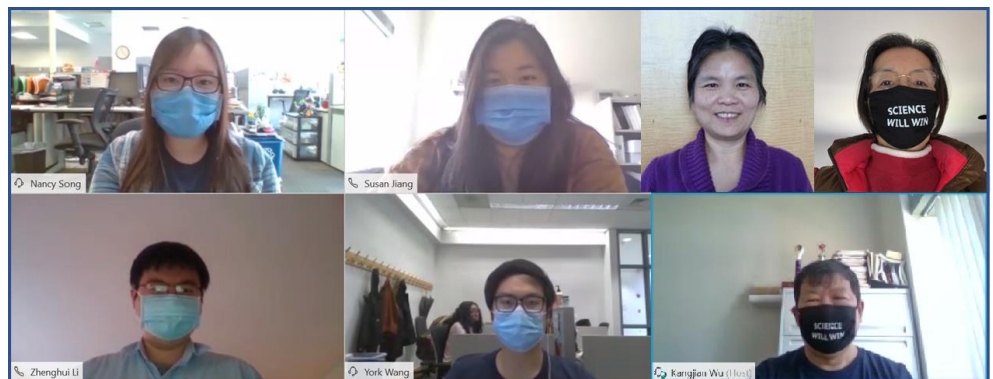 SCIENCE
WILL WIN
Nancy Song
Susan Jiang
SCIENCE
WILL WIN
Zhenghui Li
York Wang
Kangjian Wu (Host)